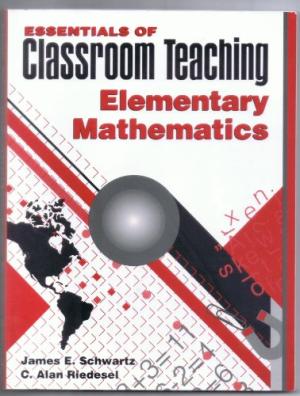 ESSENTIALS OF
Classroom Teaching
Elementary
Mathematics
James E. Schwartz
C. Alan Riedesel